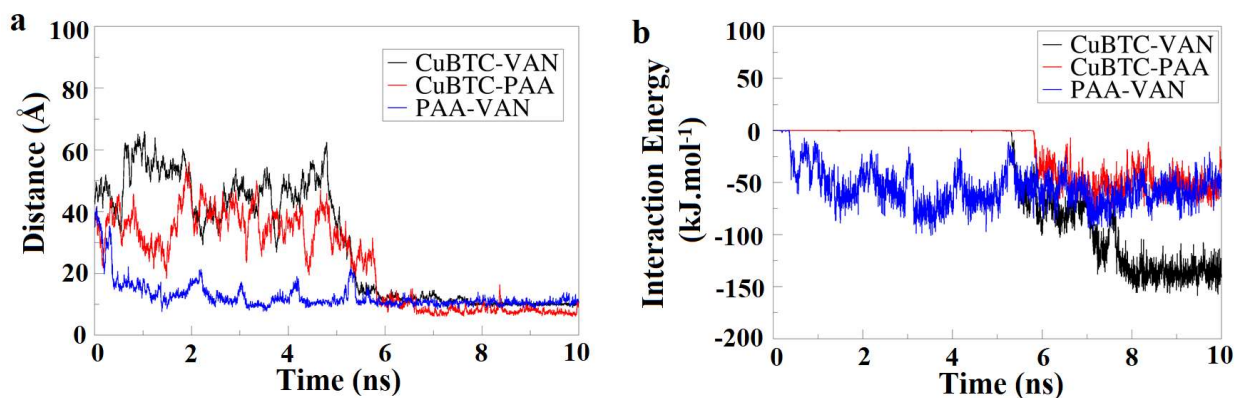 a
100
80
60
40
20
0
Distance (Å)
CuBTC-VAN
CuBTC-PAA
PAA-VAN
0 2 4 6 8 10
Time (ns)
b
100
75
50
25
0
-50
-100
-150
-200
Interaction Energy
(kJ.mol-1)
CuBTC-VAN
CuBTC-PAA
PAA-VAN
0 2 4 6 8 10
Time (ns)